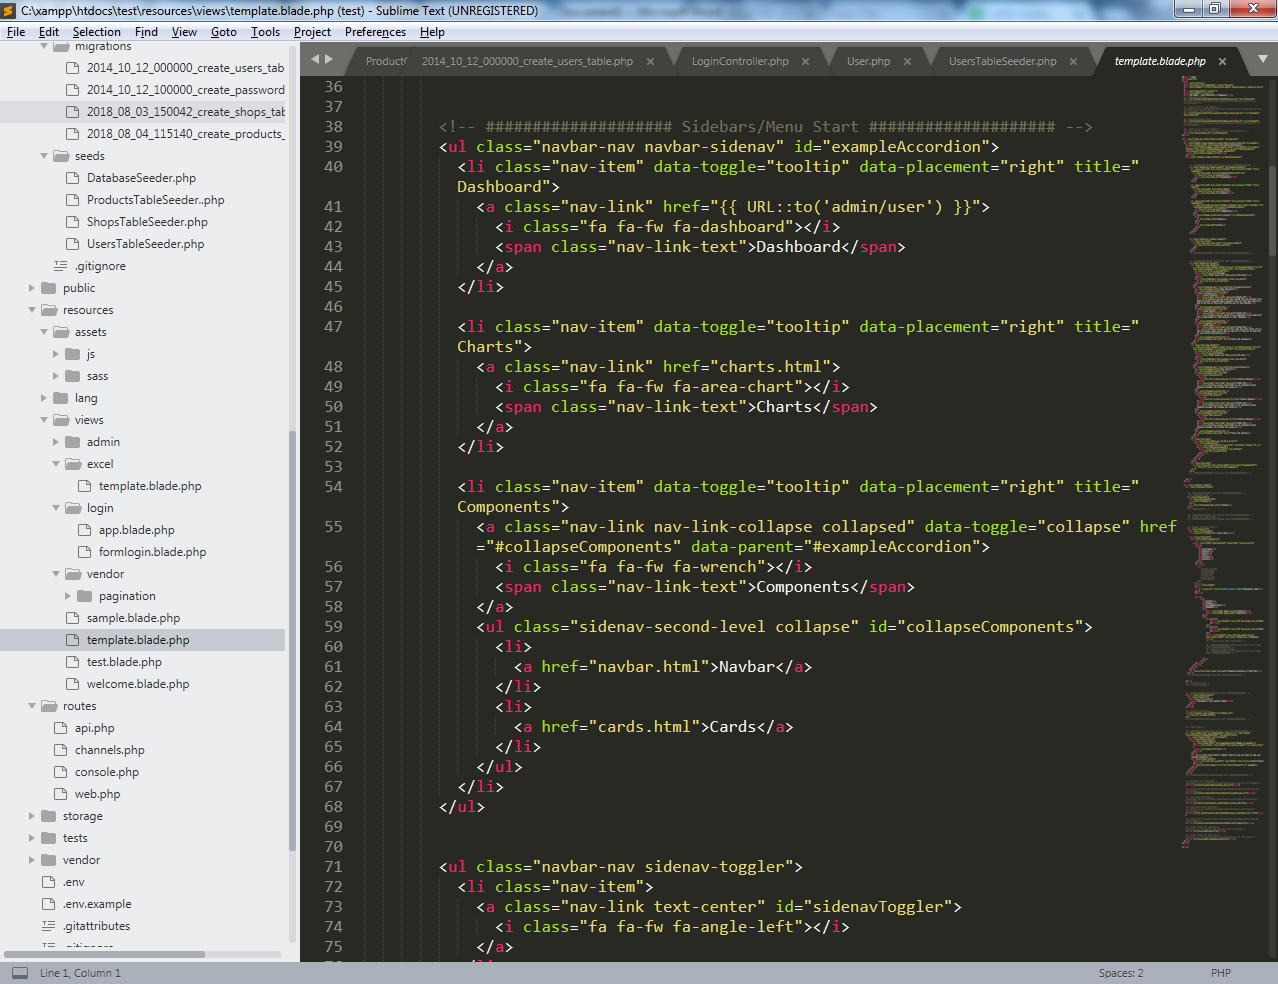 C:\xampp\htdocs\test\resources\views\template.blade.php (test) - Sublime Text (UNREGISTERED)
File Edit Selection Find View Goto Tools Project Preferences Help
migrations
2014_10_12_000000_create_users_tab
2014_10_12_100000_create_password
2018_08_03_150042_create_shops_tab
2018_08_04_115140_create_products_
seeds
DatabaseSeeder.php
ProductsTableSeeder..php
ShopsTableSeeder.php
UsersTableSeeder.php
.gitignore
public
resources
assets
js
sass
lang
views
admin
excel
template.blade.php
login
app.blade.php
formlogin.blade.php
vendor
pagination
sample.blade.php
template.blade.php
test.blade.php
welcome.blade.php
routes
api.php
channels.php
console.php
web.php
storage
tests
vendor
.env
.env.example
.gitattributes
.gitignore
Product 2014_10_12_000000_create_users_table.php × LoginController.php × User.php × UsersTableSeeder.php × template.blade.php ×
36
37
38 <!-- #################### Sidebars/Menu Start #################### -->
39 <ul class="navbar-nav navbar-sidenav" id="exampleAccordion">
40 <li class="nav-item" data-toggle="tooltip" data-placement="right" title="
Dashboard">
41 <a class="nav-link" href="{{ URL::to('admin/user') }}">
42 <i class="fa fa-fw fa-dashboard"></i>
43 <span class="nav-link-text">Dashboard</span>
44 </a>
45 </li>
46
47 <li class="nav-item" data-toggle="tooltip" data-placement="right" title="
Charts">
48 <a class="nav-link" href="charts.html">
49 <i class="fa fa-fw fa-area-chart"></i>
50 <span class="nav-link-text">Charts</span>
51 </a>
52 </li>
53
54 <li class="nav-item" data-toggle="tooltip" data-placement="right" title="
Components">
55 <a class="nav-link nav-link-collapse collapsed" data-toggle="collapse" href
="#collapseComponents" data-parent="#exampleAccordion">
56 <i class="fa fa-fw fa-wrench"></i>
57 <span class="nav-link-text">Components</span>
58 </a>
59 <ul class="sidenav-second-level collapse" id="collapseComponents">
60 <li>
61 <a href="navbar.html">Navbar</a>
62 </li>
63 <li>
64 <a href="cards.html">Cards</a>
65 </li>
66 </ul>
67 </li>
68 </ul>
69
70
71 <ul class="navbar-nav sidenav-toggler">
72 <li class="nav-item">
73 <a class="nav-link text-center" id="sidenavToggler">
74 <i class="fa fa-fw fa-angle-left"></i>
75 </a>
Line 1, Column 1
Spaces: 2
PHP